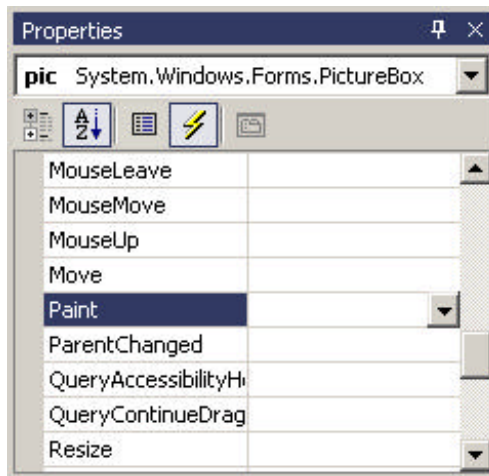 Properties
pic System.Windows.Forms.PictureBox
MouseLeave
MouseMove
MouseUp
Move
Paint
ParentChanged
QueryAccessibilityH
QueryContinueDrag
Resize